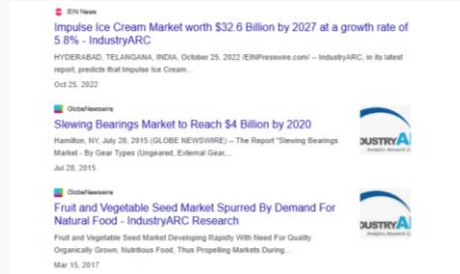 EIN News
Impulse Ice Cream Market worth $32.6 Billion by 2027 at a growth rate of
5.8% - IndustryARC
HYDERABAD, TELANGANA, INDIA, October 25, 2022 /EINPresswire.com/ -- IndustryARC, in its latest
report, predicts that Impulse Ice Cream...
Oct 25, 2022
GlobeNewswire
Slewing Bearings Market to Reach $4 Billion by 2020
Hamilton, NY, July 28, 2015 (GLOBE NEWSWIRE) -- The Report "Slewing Bearings
Market - By Gear Types (Ungeared, External Gear,...
Jul 28, 2015
DUSTRYA
GlobeNewswire
Fruit and Vegetable Seed Market Spurred By Demand For
Natural Food - IndustryARC Research
Fruit and Vegetable Seed Market Developing Rapidly With Need For Quality
Organically Grown, Nutritious Food, Thus Propelling Markets During...
Mar 15, 2017
DUSTRYA